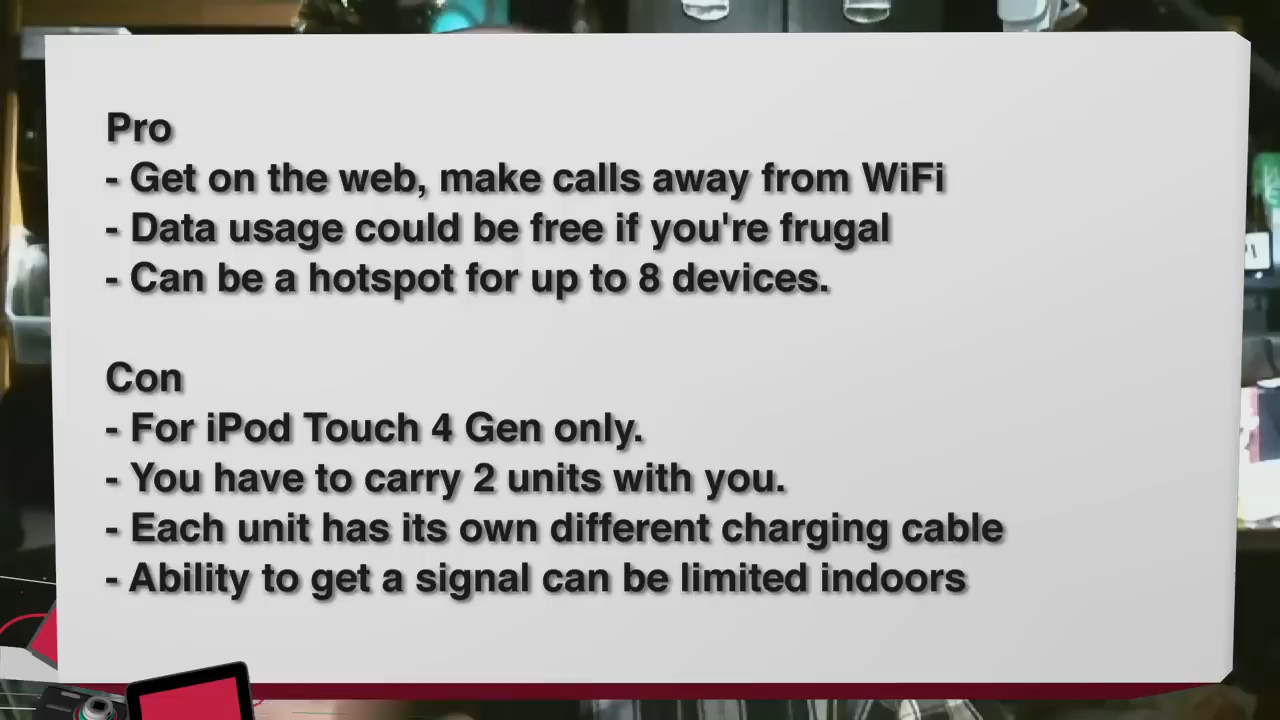 Pro
- Get on the web, make calls away from WiFi
- Data usage could be free if you're frugal
- Can be a hotspot for up to 8 devices.
Con
- For iPod Touch 4 Gen only.
- You have to carry 2 units with you.
- Each unit has its own different charging cable
- Ability to get a signal can be limited indoors